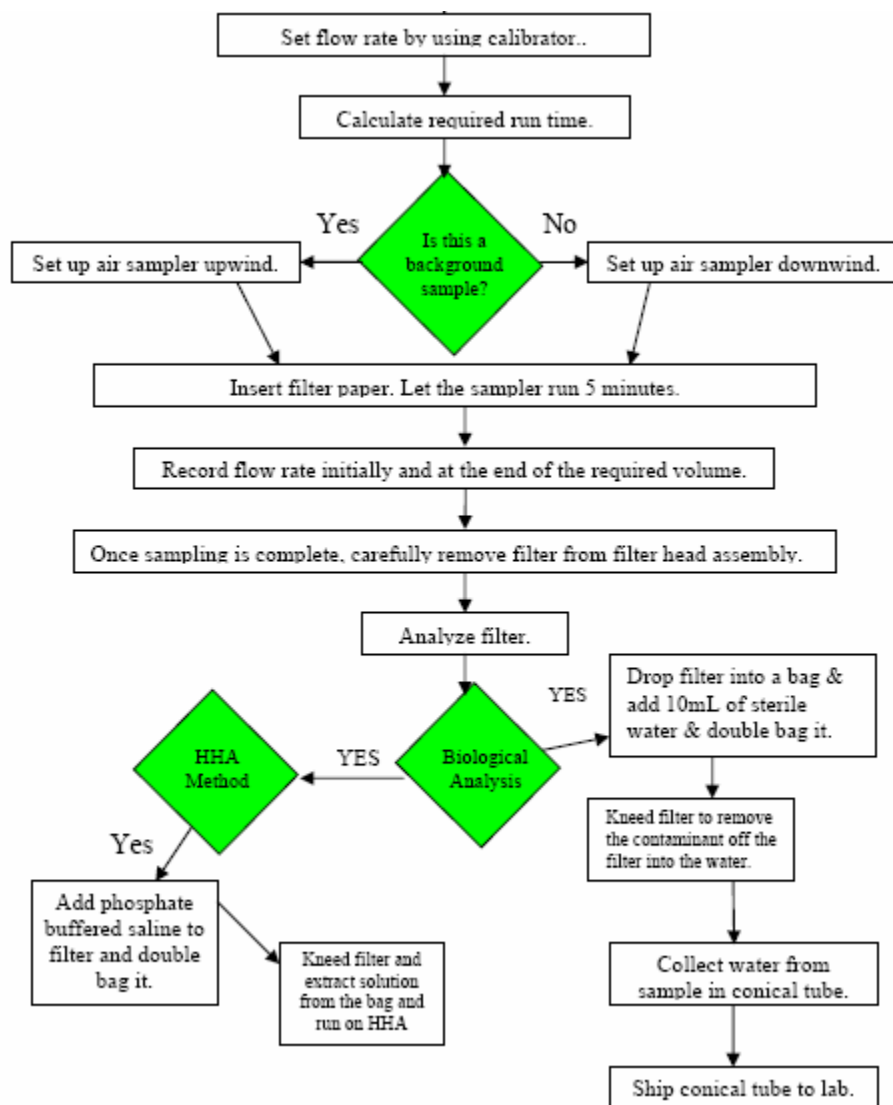 Set flow rate by using calibrator..
Calculate required run time.
Yes
No
Is this a
background
sample?
Set up air sampler upwind.
Set up air sampler downwind.
Insert filter paper. Let the sampler run 5 minutes.
Record flow rate initially and at the end of the required volume.
Once sampling is complete, carefully remove filter from filter head assembly.
Analyze filter.
YES
Drop filter into a bag &
add 10mL of sterile
water & double bag it.
HHA
Method
YES
Biological
Analysis
Kneed filter to remove
the contaminant off the
filter into the water.
Yes
Add phosphate
buffered saline to
filter and double
bag it.
Kneed filter and
extract solution
from the bag and
run on HHA
Collect water from
sample in conical tube.
Ship conical tube to lab.